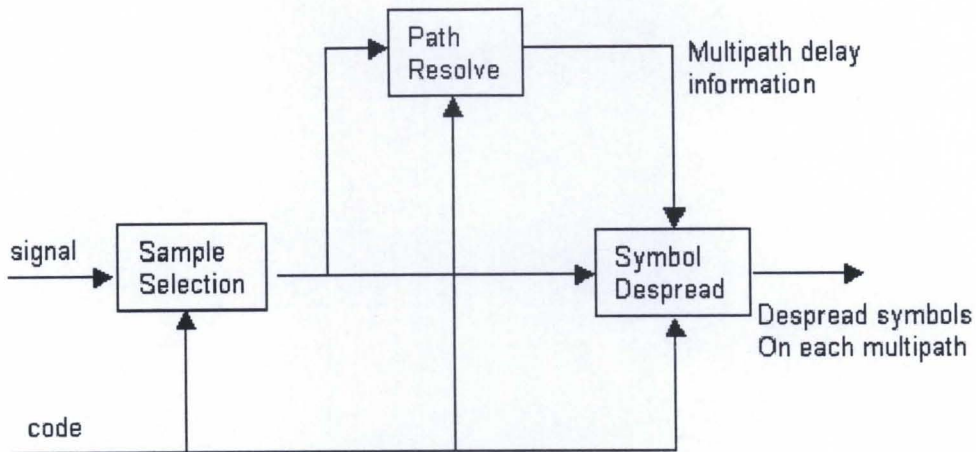 Path
Resolve
Multipath delay
information
signal
Sample
Selection
Symbol
Despread
Despread symbols
On each multipath
code